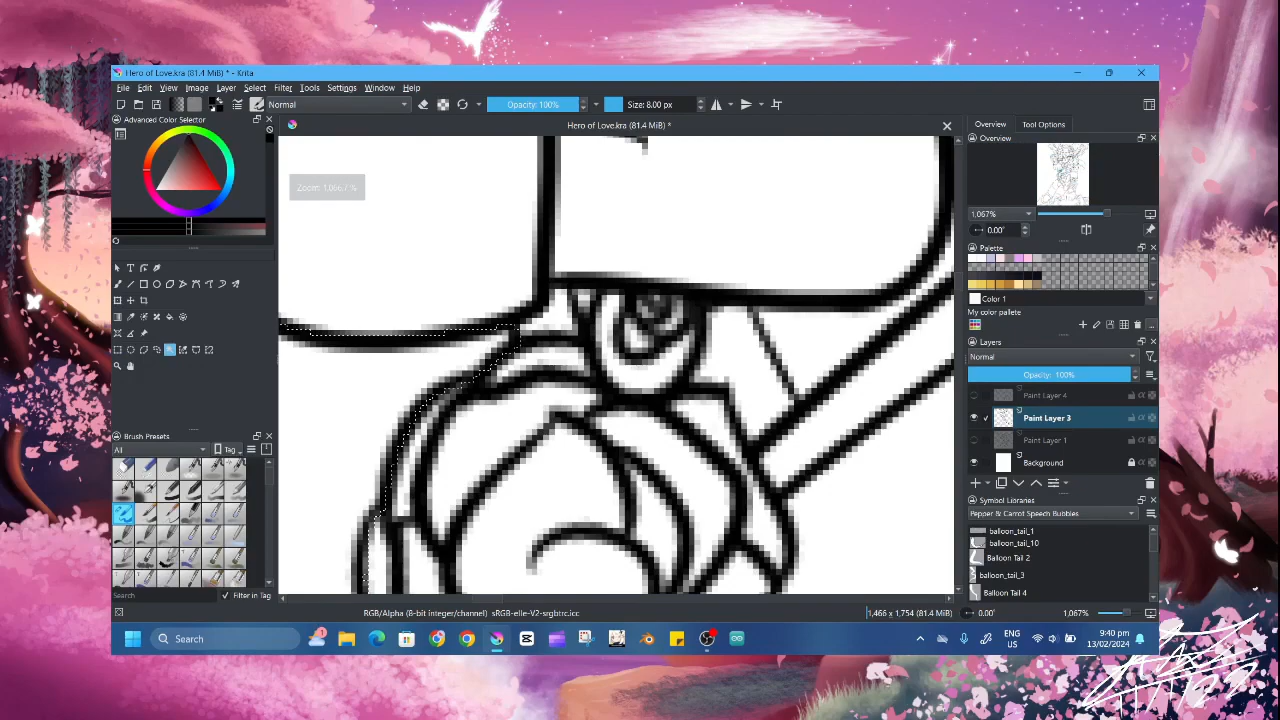 Hero of Love.kra (81.4 MiB) * - Krita
File Edit View Image Layer Select Filter Tools Settings Window Help
Normal
Opacity: 100%
Size: 8.00 px
Advanced Color Selector
Hero of Love.kra (81.4 MiB) *
Overview Tool Options
Overview
Zoom: 1,066.7 %
1,067%
0.00°
Palette
Color 1
My color palette
Layers
Normal
Opacity: 100%
Paint Layer 4
Paint Layer 3
Paint Layer 1
Background
Brush Presets
All
Tag
Symbol Libraries
Pepper & Carrot Speech Bubbles
balloon_tail_1
balloon_tail_10
Balloon Tail 2
balloon_tail_3
Balloon Tail 4
Search
Filter in Tag
RGB/Alpha (8-bit integer/channel) sRGB-elle-V2-srgbtrc.icc
1,466 x 1,754 (81.4 MiB)
0.00°
1,067%
Search
ENG
US
9:40 pm
13/02/2024